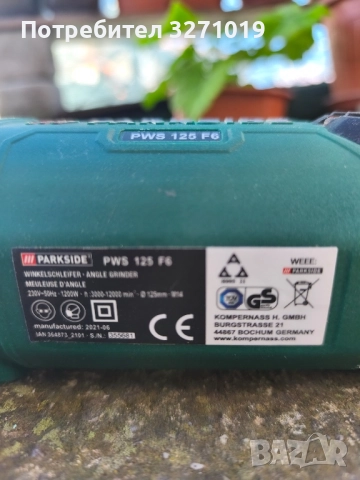 Потребител 3271019
PWS 125 F6
/// PARKSIDE® PWS 125 F6
WINKELSCHLEIFER · ANGLE GRINDER
MEULEUSE D'ANGLE
230V~50Hz · 1200W · n : 3000-12000 min⁻¹ · Ø 125mm · M14
manufactured: 2021-06
IAN 364873_2101 · S./N.:
WEEE:
GS
KOMPERNASS H. GMBH
BURGSTRASSE 21
44867 BOCHUM GERMANY
www.kompernass.com
BAZAR